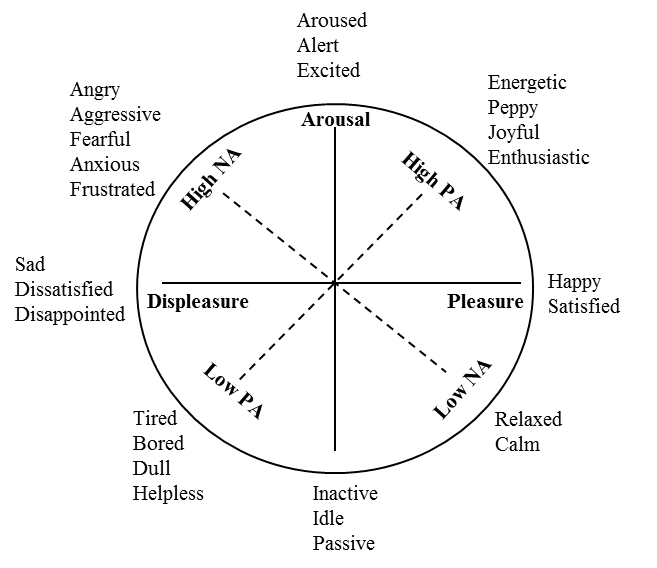 Aroused
Alert
Excited
Angry
Aggressive
Fearful
Anxious
Frustrated
Energetic
Peppy
Joyful
Enthusiastic
Arousal
High NA
High PA
Sad
Dissatisfied
Disappointed
Displeasure
Pleasure
Happy
Satisfied
Low PA
Low NA
Tired
Bored
Dull
Helpless
Relaxed
Calm
Inactive
Idle
Passive